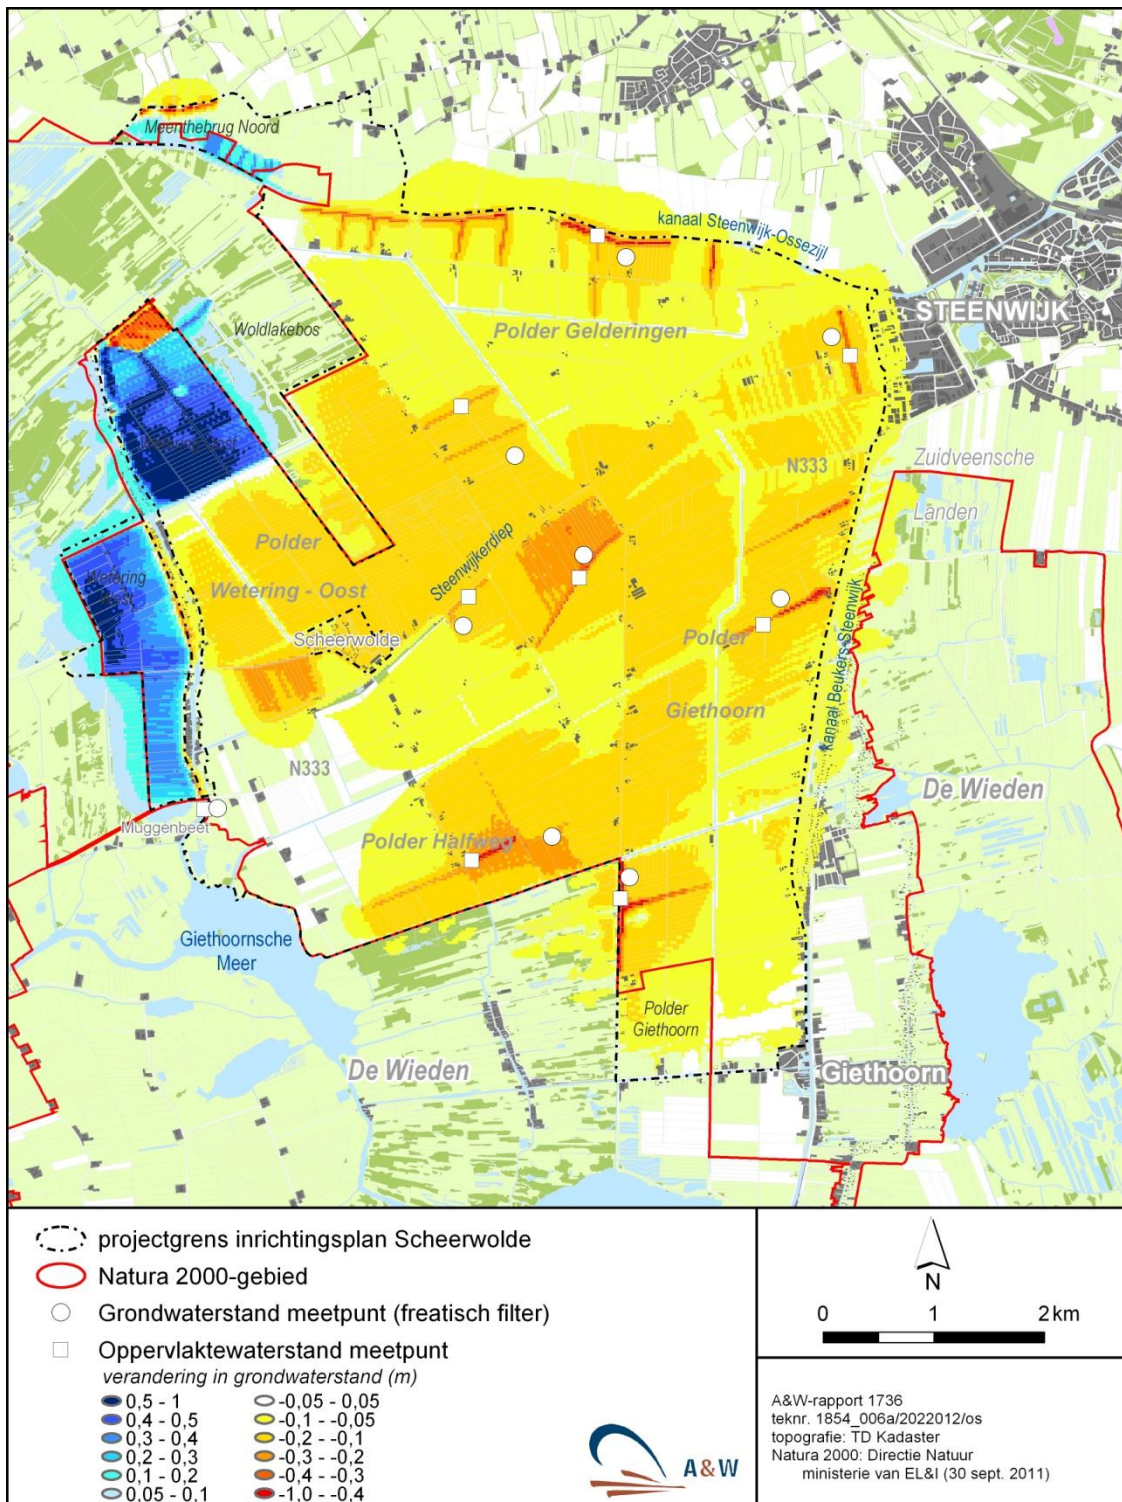 Meenthebrug Noord
kanaal Steenwijk-Ossezijl
STEENWIJK
Woldlakebos
Polder Gelderingen
N333
Zuidveensche
Landen
Polder
Wetering - Oost
Steenwijkerdiep
Wetering
Scheerwolde
Polder
Giethoorn
kanaal Beukers-Steenwijk
N333
De Wieden
Muggenbeet
Polder Halfweg
Giethoornsche
Meer
Polder
Giethoorn
De Wieden
Giethoorn
projectgrens inrichtingsplan Scheerwolde
Natura 2000-gebied
Grondwaterstand meetpunt (freatisch filter)
Oppervlaktewaterstand meetpunt
verandering in grondwaterstand (m)
0,5 - 1
0,4 - 0,5
0,3 - 0,4
0,2 - 0,3
0,1 - 0,2
0,05 - 0,1
-0,05 - 0,05
-0,1 - -0,05
-0,2 - -0,1
-0,3 - -0,2
-0,4 - -0,3
-1,0 - -0,4
A&W
N
0 1 2 km
A&W-rapport 1736
teknr. 1854_006a/2022012/os
topografie: TD Kadaster
Natura 2000: Directie Natuur
ministerie van EL&I (30 sept. 2011)